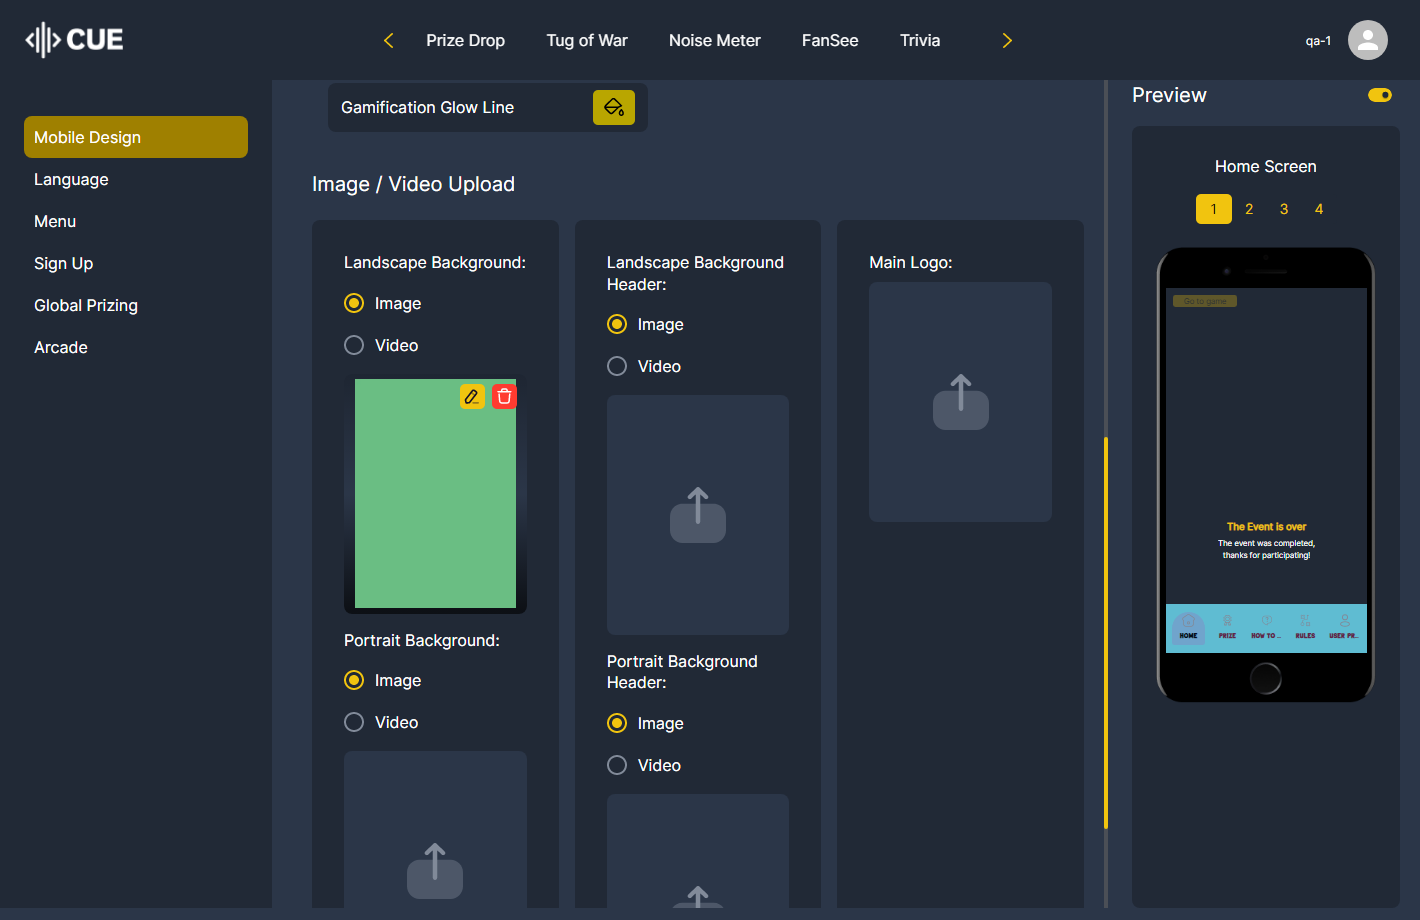 CUE
Prize Drop
Tug of War
Noise Meter
FanSee
Trivia
qa-1
Mobile Design
Language
Menu
Sign Up
Global Prizing
Arcade
Gamification Glow Line
Image / Video Upload
Landscape Background:
Image
Video
Portrait Background:
Image
Video
Landscape Background
Header:
Image
Video
Portrait Background
Header:
Image
Video
Main Logo:
Preview
Home Screen
1 2 3 4
Go to game
The Event is over
The event was completed,
thanks for participating!
HOME
PRIZE
HOW TO ...
RULES
USER PR...